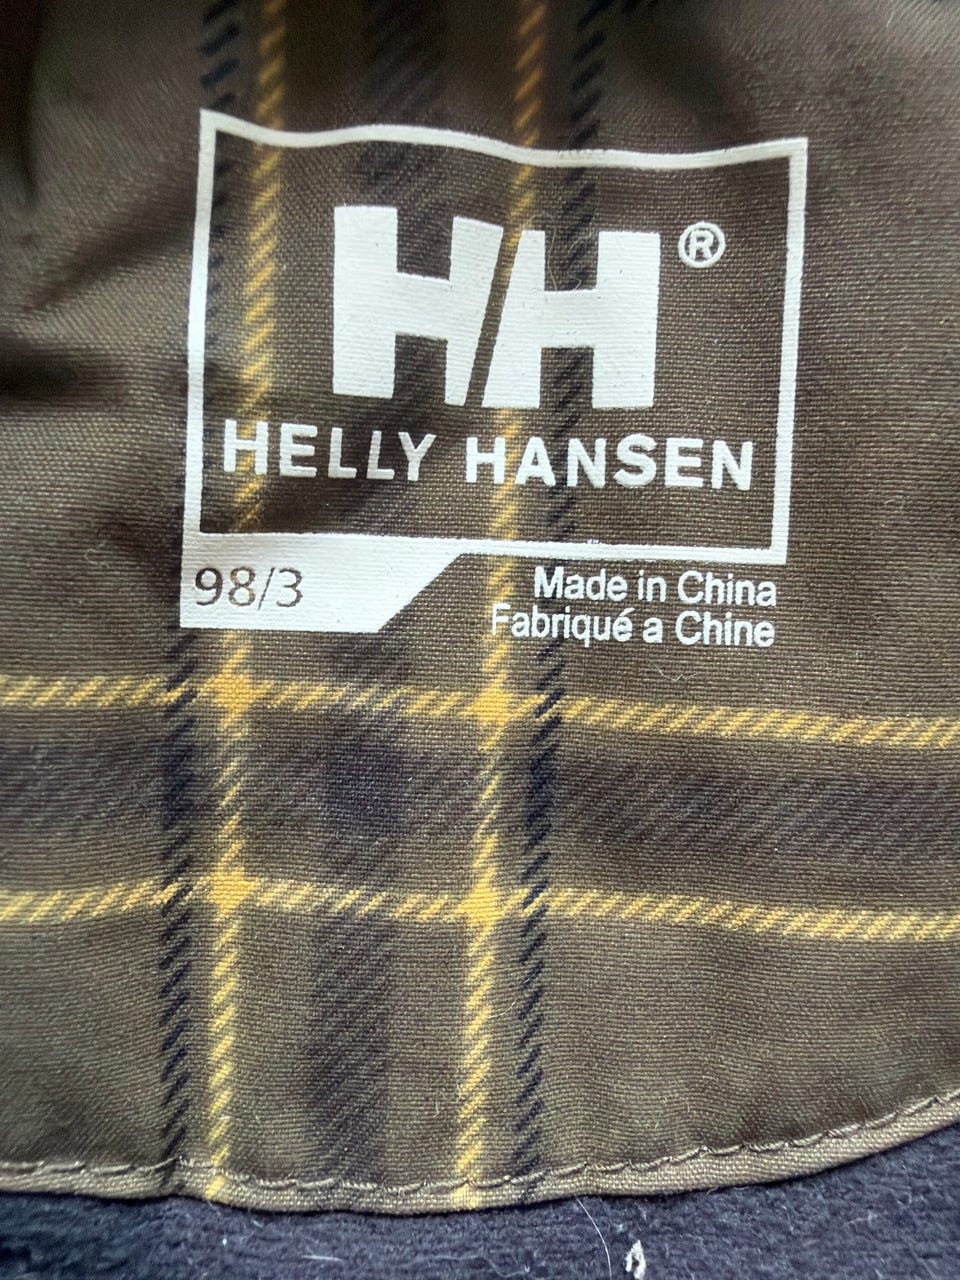 HH®
HELLY HANSEN
98/3
Made in China
Fabriqué a Chine